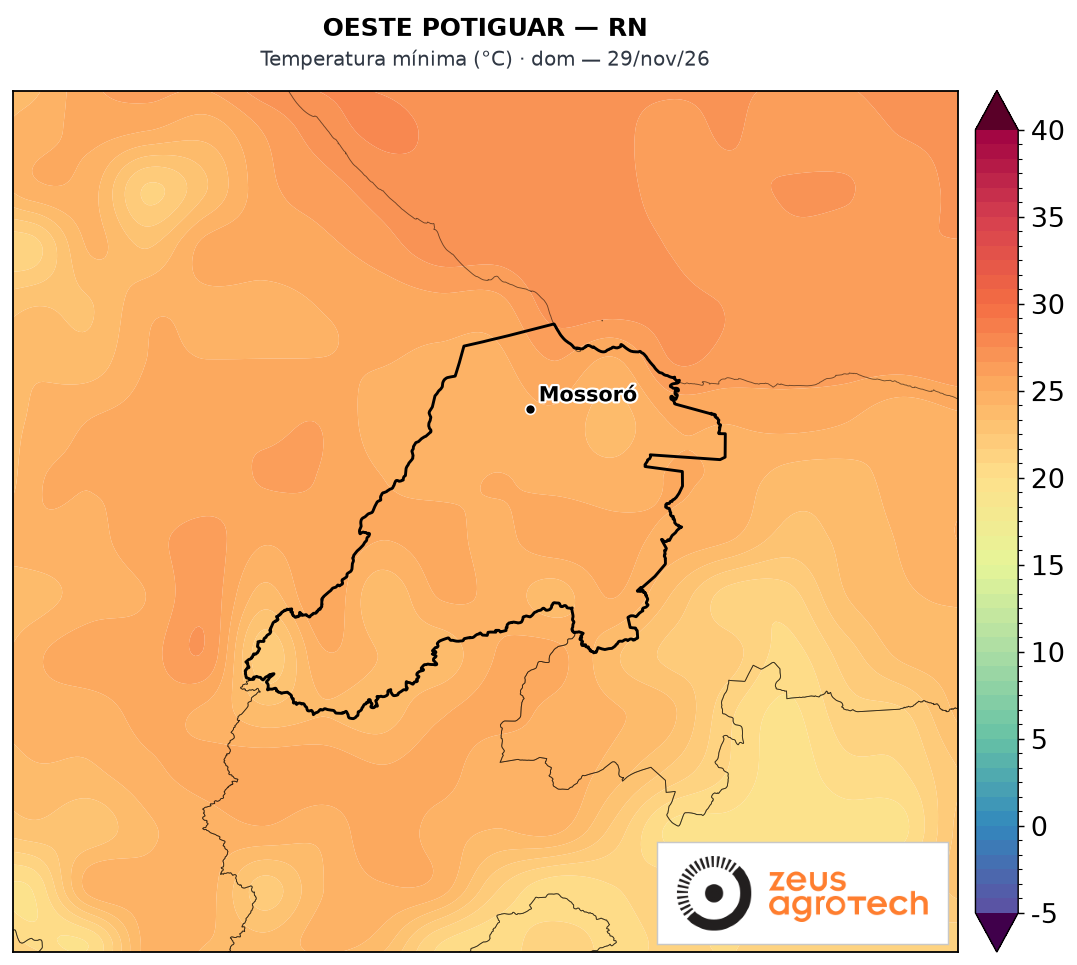 OESTE POTIGUAR — RN
Temperatura mínima (°C) · dom — 29/nov/26
Mossoró
40
35
30
25
20
15
10
5
0
-5
zeus
agrotech